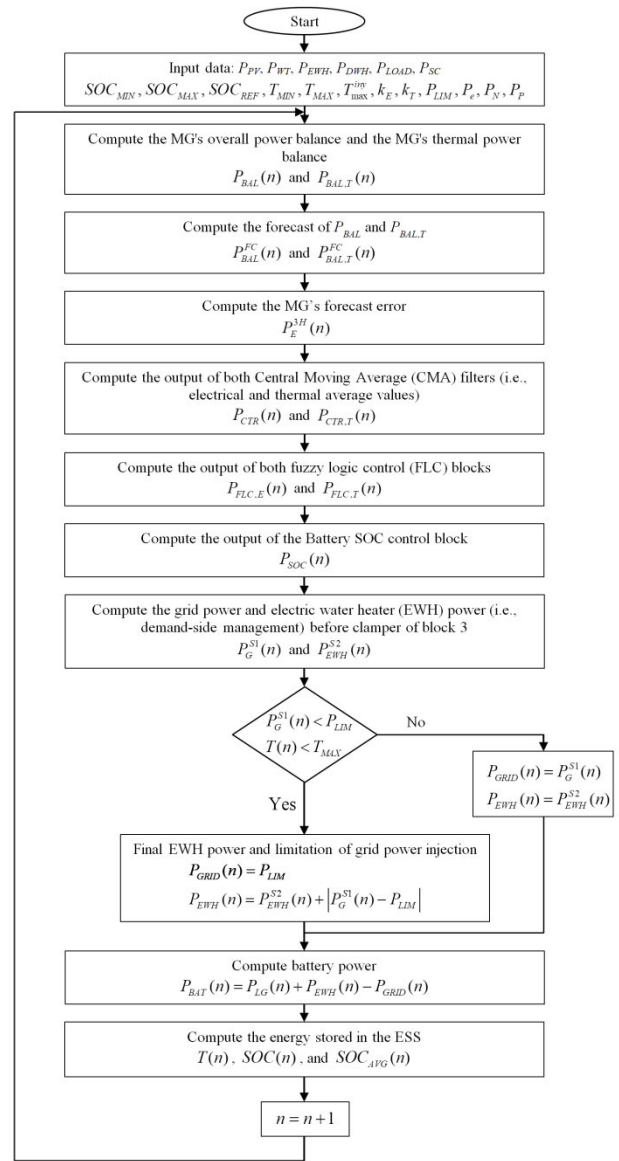 Start
Input data: P_PV, P_WT, P_EWH, P_DWH, P_LOAD, P_SC
SOC_MIN, SOC_MAX, SOC_REF, T_MIN, T_MAX, T_max^inv, k_E, k_T, P_LIM, P_e, P_N, P_P
Compute the MG's overall power balance and the MG's thermal power
balance
P_BAL(n) and P_BAL,T(n)
Compute the forecast of P_BAL and P_BAL,T
P_BAL^FC(n) and P_BAL,T^FC(n)
Compute the MG's forecast error
P_E^3H(n)
Compute the output of both Central Moving Average (CMA) filters (i.e.,
electrical and thermal average values)
P_CTR(n) and P_CTR,T(n)
Compute the output of both fuzzy logic control (FLC) blocks
P_FLC,E(n) and P_FLC,T(n)
Compute the output of the Battery SOC control block
P_SOC(n)
Compute the grid power and electric water heater (EWH) power (i.e.,
demand-side management) before clamper of block 3
P_G^S1(n) and P_EWH^S2(n)
P_G^S1(n) < P_LIM
T(n) < T_MAX
No
P_GRID(n) = P_G^S1(n)
P_EWH(n) = P_EWH^S2(n)
Yes
Final EWH power and limitation of grid power injection
P_GRID(n) = P_LIM
P_EWH(n) = P_EWH^S2(n) + |P_G^S1(n) − P_LIM|
Compute battery power
P_BAT(n) = P_LG(n) + P_EWH(n) − P_GRID(n)
Compute the energy stored in the ESS
T(n), SOC(n), and SOC_AVG(n)
n = n + 1